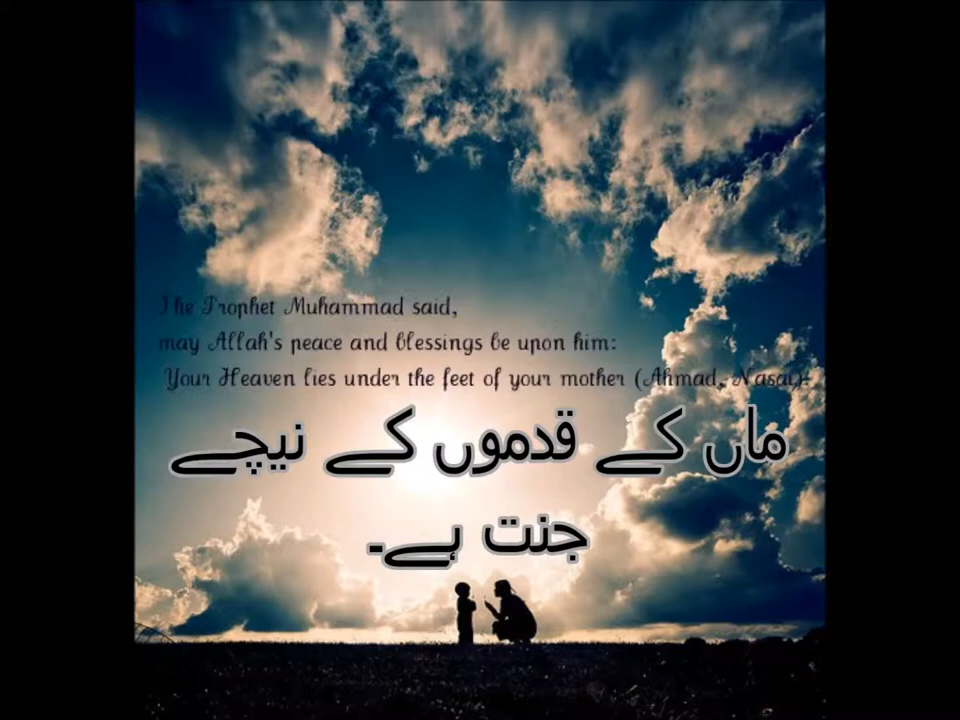 The Prophet Muhammad said,
may Allah's peace and blessings be upon him:
Your Heaven lies under the feet of your mother (Ahmad, Nasai).
ماں کے قدموں کے نیچے
جنت ہے۔